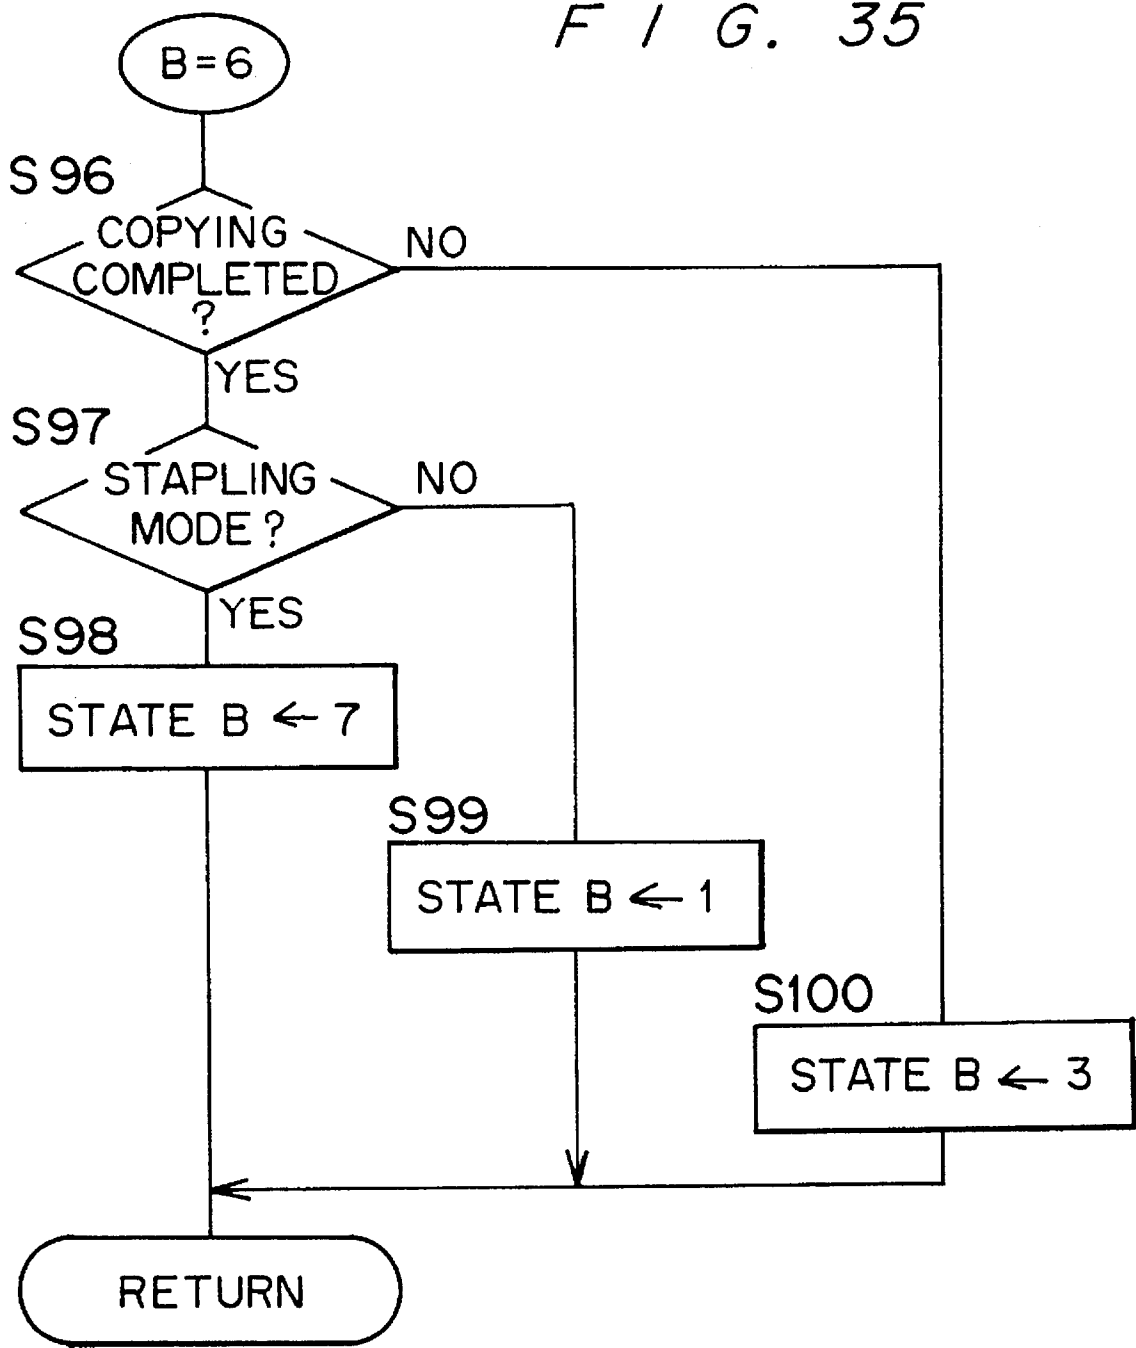 F I G. 35
B=6
S96
COPYING
COMPLETED
?
NO
YES
S97
STAPLING
MODE?
NO
YES
S98
STATE B ← 7
S99
STATE B ← 1
S100
STATE B ← 3
RETURN